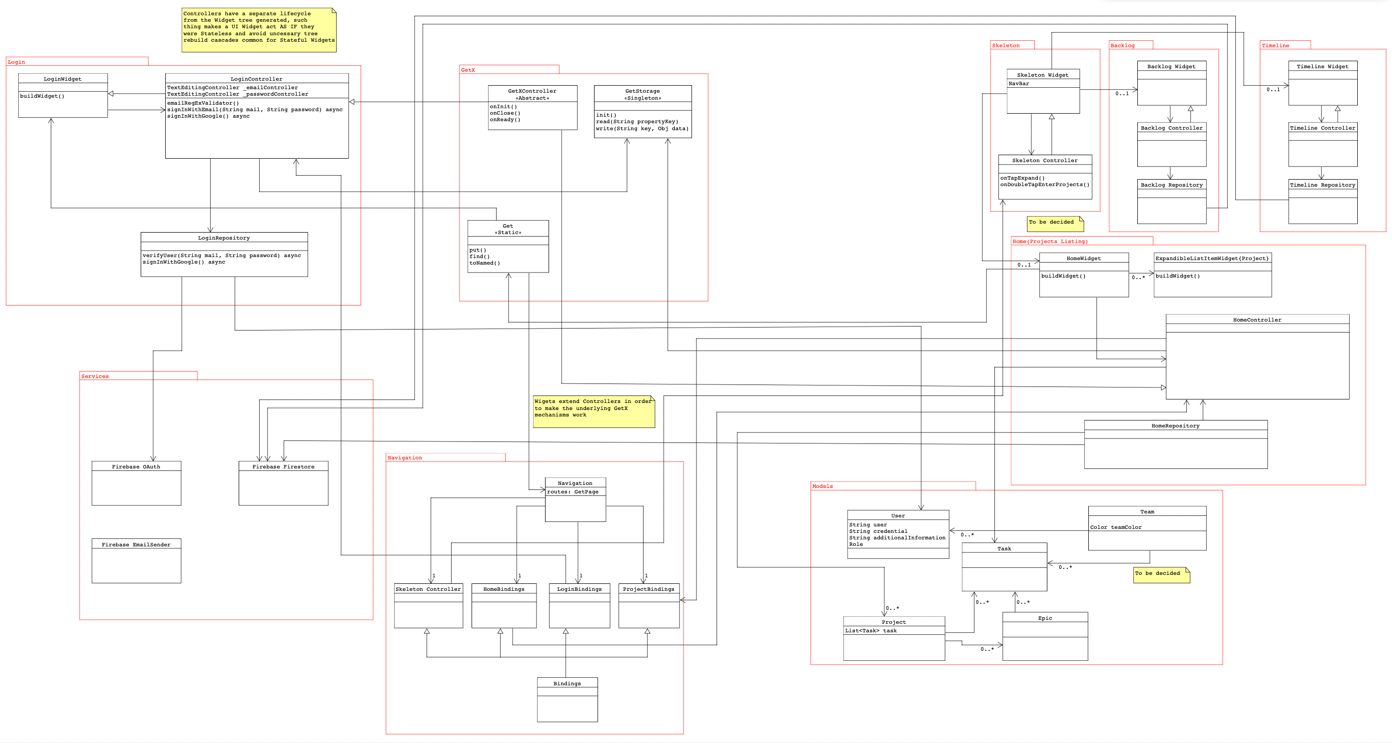 Controllers have a separate lifecycle
from the Widget tree generated, such
thing makes a UI Widget act AS IF they
were Stateless and avoid uncessary tree
rebuild cascades common for Stateful Widgets
Login
LoginWidget
buildWidget()
LoginController
TextEditingController _emailController
TextEditingController _passwordController
emailRegExValidator()
signInWithEmail(String mail, String password) async
signInWithGoogle() async
LoginRepository
verifyUser(String mail, String password) async
signInWithGoogle() async
GetX
GetXController
«Abstract»
onInit()
onClose()
onReady()
GetStorage
«Singleton»
init()
read(String propertyKey)
write(String key, Obj data)
Get
«Static»
put()
find()
toNamed()
Skeleton
Skeleton Widget
NavBar
Skeleton Controller
onTapExpand()
onDoubleTapEnterProjects()
To be decided
Backlog
Backlog Widget
0..1
Backlog Controller
Backlog Repository
Timeline
Timeline Widget
0..1
Timeline Controller
Timeline Repository
Home(Projects Listing)
HomeWidget
0..1
buildWidget()
0..*
ExpandibleListItemWidget{Project}
buildWidget()
HomeController
HomeRepository
Services
Firebase OAuth
Firebase Firestore
Firebase EmailSender
Wigets extend Controllers in order
to make the underlying GetX
mechanisms work
Navigation
Navigation
routes: GetPage
1
1
1
1
Skeleton Controller
HomeBindings
LoginBindings
ProjectBindings
Bindings
Models
User
String user
String credential
String additionalInformation
Role
0..*
Team
Color teamColor
Task
0..*
To be decided
0..*
0..*
0..*
Project
List<Task> task
Epic
0..*